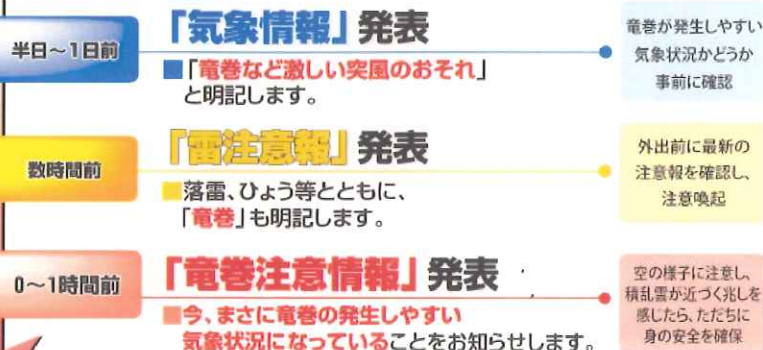 半日～1日前
「気象情報」発表
■「竜巻など激しい突風のおそれ」
と明記します。
竜巻が発生しやすい
気象状況かどうか
事前に確認
数時間前
「雷注意報」発表
■落雷、ひょう等とともに、
「竜巻」も明記します。
外出前に最新の
注意報を確認し、
注意喚起
0～1時間前
「竜巻注意情報」発表
■今、まさに竜巻の発生しやすい
気象状況になっていることをお知らせします。
空の様子に注意し、
積乱雲が近づく兆しを
感じたら、ただちに
身の安全を確保